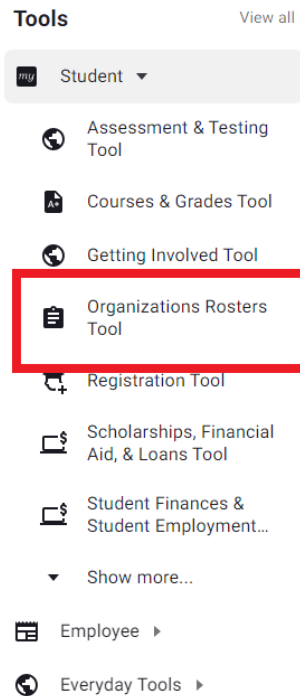 Tools
View all
my
Student
Assessment & Testing
Tool
A+
Courses & Grades Tool
Getting Involved Tool
Organizations Rosters
Tool
Registration Tool
Scholarships, Financial
Aid, & Loans Tool
$
Student Finances &
Student Employment...
$
Show more...
Employee
Everyday Tools